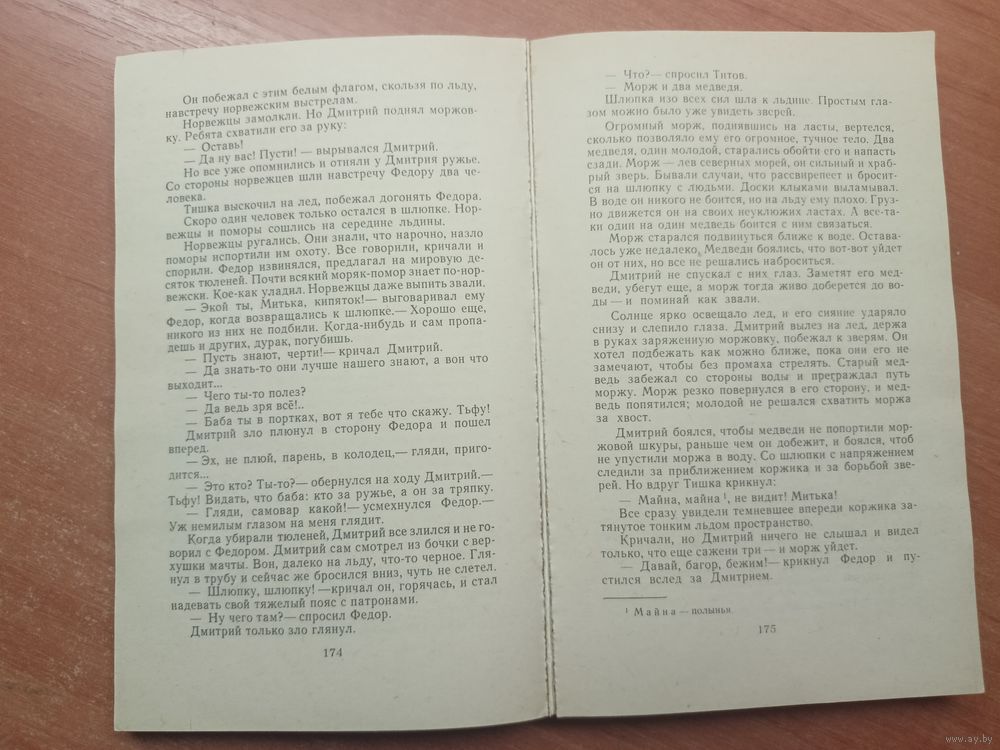 Он побежал с этим белым флагом, скользя по льду,
навстречу норвежским выстрелам.
Норвежцы замолкли. Но Дмитрий поднял моржов-
ку. Ребята схватили его за руку:
— Оставь!
— Да ну вас! Пусти! — вырывался Дмитрий.
Но все уже опомнились и отняли у Дмитрия ружье.
Со стороны норвежцев шли навстречу Федору два че-
ловека.
Тишка выскочил на лед, побежал догонять Федора.
Скоро один человек только остался в шлюпке. Нор-
вежцы и поморы сошлись на середине льдины.
Норвежцы ругались. Они знали, что нарочно, назло
поморы испортили им охоту. Все говорили, кричали и
спорили. Федор извинялся, предлагал на мировую де-
сяток тюленей. Почти всякий моряк-помор знает по-нор-
вежски. Кое-как уладил. Норвежцы даже выпить звали.
— Экой ты, Митька, кипяток!— выговаривал ему
Федор, когда возвращались к шлюпке.— Хорошо еще,
никого из них не подбили. Когда-нибудь и сам пропа-
дешь и других, дурак, погубишь.
— Пусть знают, черти!— кричал Дмитрий.
— Да знать-то они лучше нашего знают, а вон что
выходит...
— Чего ты-то полез?
— Да ведь зря всё!..
— Баба ты в портках, вот я тебе что скажу. Тьфу!
Дмитрий зло плюнул в сторону Федора и пошел
вперед.
— Эх, не плюй, парень, в колодец,— гляди, приго-
дится...
— Это кто? Ты-то?— обернулся на ходу Дмитрий.—
Тьфу! Видать, что баба: кто за ружье, а он за тряпку.
— Гляди, самовар какой!— усмехнулся Федор.—
Уж немилым глазом на меня глядит.
Когда убирали тюленей, Дмитрий все злился и не го-
ворил с Федором. Дмитрий сам смотрел из бочки с вер-
хушки мачты. Вон, далеко на льду, что-то черное. Гля-
нул в трубу и сейчас же бросился вниз, чуть не слетел.
— Шлюпку, шлюпку! —кричал он, горячась, и стал
надевать свой тяжелый пояс с патронами.
— Ну чего там?— спросил Федор.
Дмитрий только зло глянул.
174
— Что?— спросил Титов.
— Морж и два медведя.
Шлюпка изо всех сил шла к льдине. Простым гла-
зом можно было уже увидеть зверей.
Огромный морж, поднявшись на ласты, вертелся,
сколько позволяло ему его огромное, тучное тело. Два
медведя, один молодой, старались обойти его и напасть
сзади. Морж — лев северных морей, он сильный и храб-
рый зверь. Бывали случаи, что рассвирепеет и бросит-
ся на шлюпку с людьми. Доски клыками выламывал.
В воде он никого не боится, но на льду ему плохо. Груз-
но движется он на своих неуклюжих ластах. А все-та-
ки один на один медведь боится с ним связаться.
Морж старался подвинуться ближе к воде. Остава-
лось уже недалеко. Медведи боялись, что вот-вот уйдет
он от них, но все не решались наброситься.
Дмитрий не спускал с них глаз. Заметят его мед-
веди, убегут еще, а морж тогда живо доберется до во-
ды — и поминай как звали.
Солнце ярко освещало лед, и его сияние ударяло
снизу и слепило глаза. Дмитрий вылез на лед, держа
в руках заряженную моржовку, побежал к зверям. Он
хотел подбежать как можно ближе, пока они его не
замечают, чтобы без промаха стрелять. Старый мед-
ведь забежал со стороны воды и преграждал путь
моржу. Морж резко повернулся в его сторону, и мед-
ведь попятился; молодой не решался схватить моржа
за хвост.
Дмитрий боялся, чтобы медведи не попортили мор-
жовой шкуры, раньше чем он добежит, и боялся, чтоб
не упустили моржа в воду. Со шлюпки с напряжением
следили за приближением коржика и за борьбой зве-
рей. Но вдруг Тишка крикнул:
— Майна, майна ¹, не видит! Митька!
Все сразу увидели темневшее впереди коржика за-
тянутое тонким льдом пространство.
Кричали, но Дмитрий ничего не слышал и видел
только, что еще сажени три — и морж уйдет.
— Давай, багор, бежим!— крикнул Федор и пу-
стился вслед за Дмитрием.
¹ Майна — полынья.
175
www.ay.by